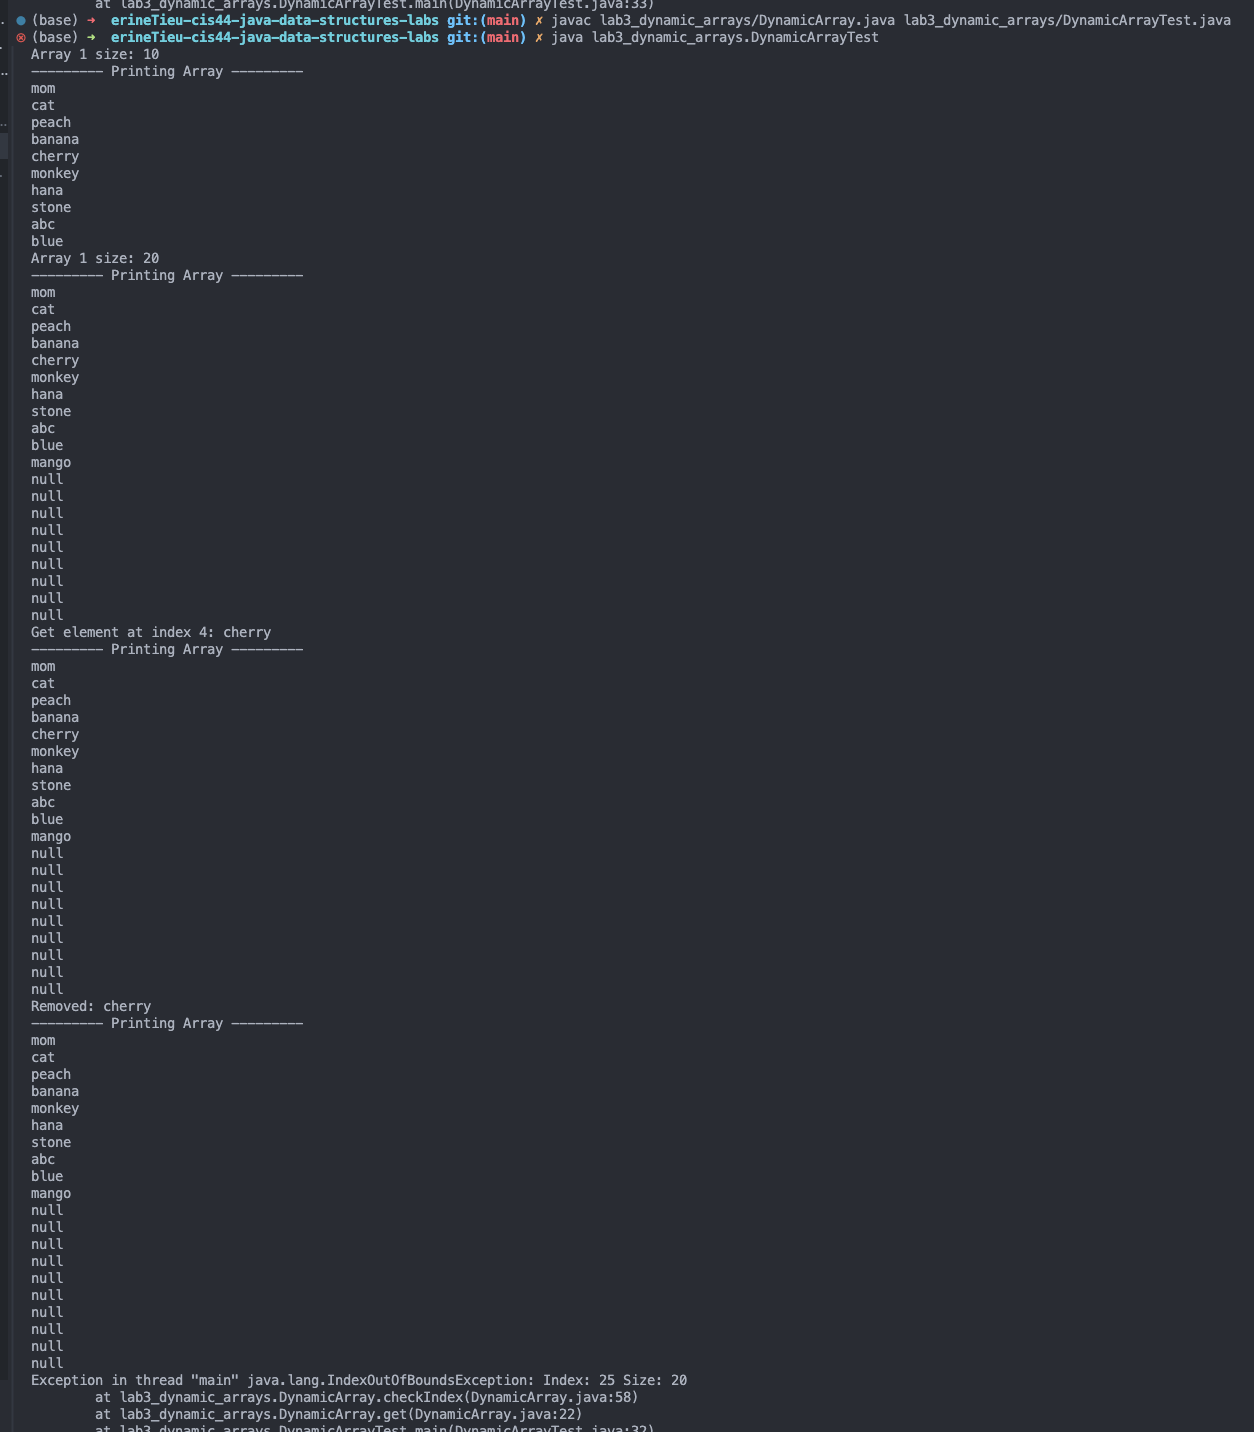 at lab3_dynamic_arrays.DynamicArrayTest.main(DynamicArrayTest.java:33)
(base) ➜  erineTieu-cis44-java-data-structures-labs git:(main) ✗ javac lab3_dynamic_arrays/DynamicArray.java lab3_dynamic_arrays/DynamicArrayTest.java
(base) ➜  erineTieu-cis44-java-data-structures-labs git:(main) ✗ java lab3_dynamic_arrays.DynamicArrayTest
Array 1 size: 10
--------- Printing Array ---------
mom
cat
peach
banana
cherry
monkey
hana
stone
abc
blue
Array 1 size: 20
--------- Printing Array ---------
mom
cat
peach
banana
cherry
monkey
hana
stone
abc
blue
mango
null
null
null
null
null
null
null
null
null
Get element at index 4: cherry
--------- Printing Array ---------
mom
cat
peach
banana
cherry
monkey
hana
stone
abc
blue
mango
null
null
null
null
null
null
null
null
null
Removed: cherry
--------- Printing Array ---------
mom
cat
peach
banana
monkey
hana
stone
abc
blue
mango
null
null
null
null
null
null
null
null
null
null
Exception in thread "main" java.lang.IndexOutOfBoundsException: Index: 25 Size: 20
at lab3_dynamic_arrays.DynamicArray.checkIndex(DynamicArray.java:58)
at lab3_dynamic_arrays.DynamicArray.get(DynamicArray.java:22)
at lab3_dynamic_arrays.DynamicArrayTest.main(DynamicArrayTest.java:32)